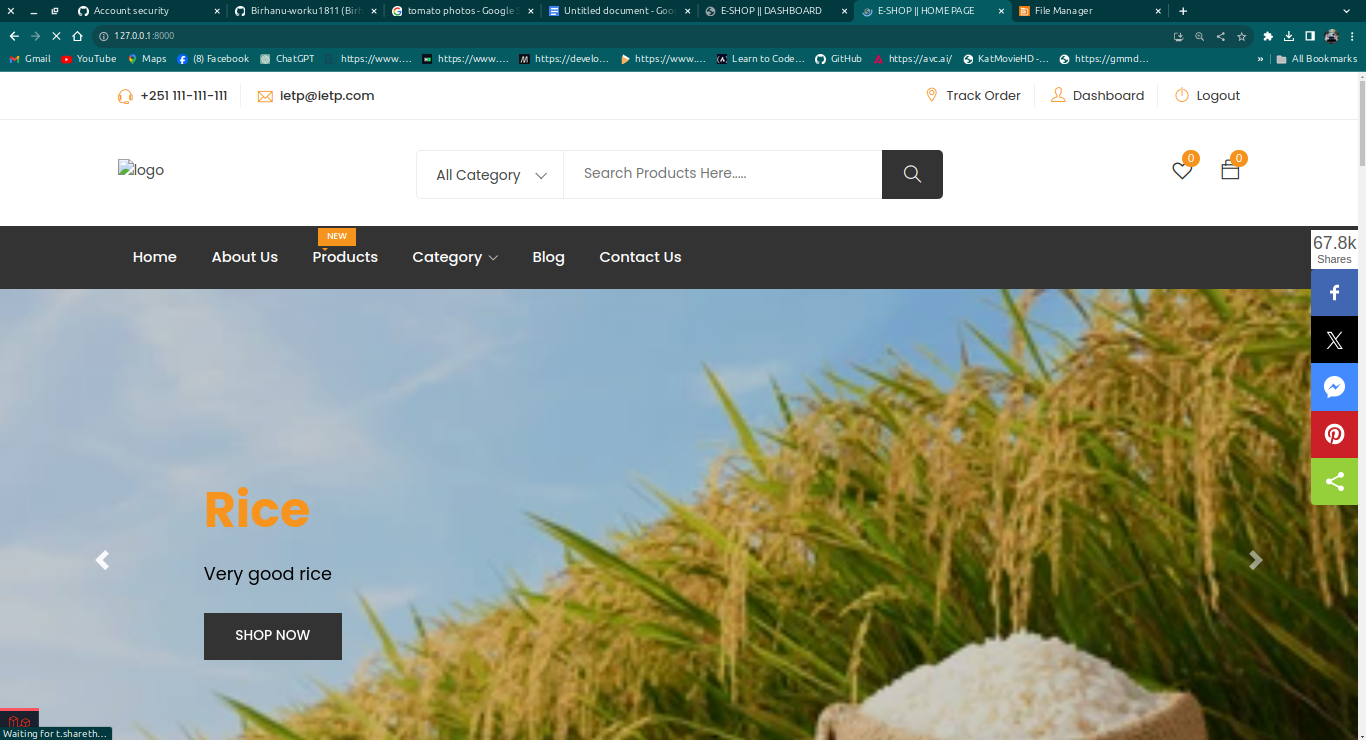 Account security
Birhanu-worku1811 (Birh
tomato photos - Google S
Untitled document - Goo
E-SHOP || DASHBOARD
E-SHOP || HOME PAGE
File Manager
127.0.0.1:8000
Gmail
YouTube
Maps
(8) Facebook
ChatGPT
https://www....
https://www....
https://develo...
https://www....
Learn to Code...
GitHub
https://avc.ai/
KatMovieHD -...
https://gmmd...
»
All Bookmarks
+251 111-111-111
ietp@ietp.com
Track Order
Dashboard
Logout
logo
All Category
Search Products Here.....
0
0
NEW
Home
About Us
Products
Category
Blog
Contact Us
67.8k
Shares
Rice
Very good rice
SHOP NOW
Waiting for t.shareth...